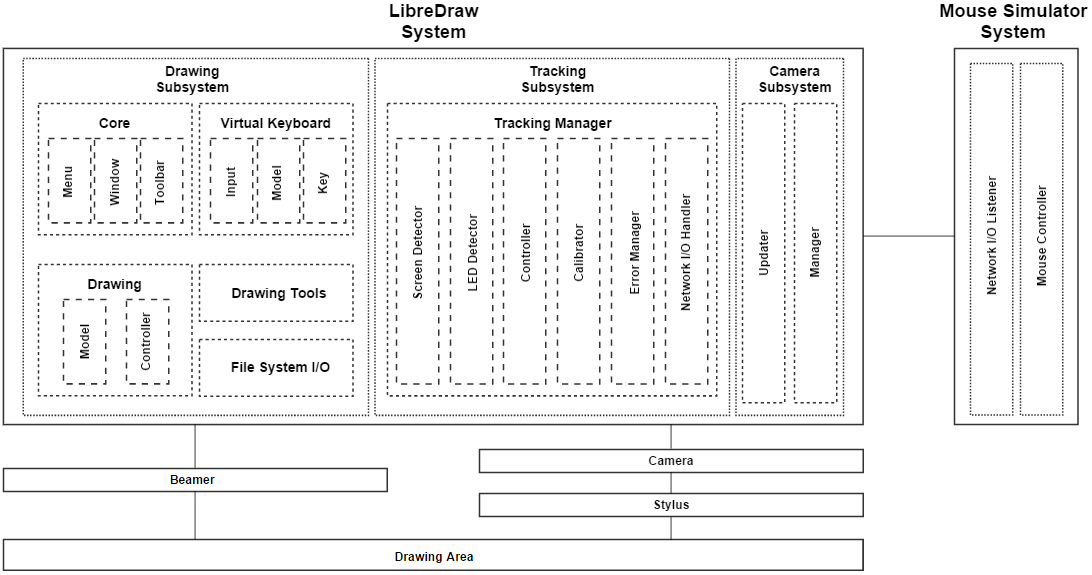 LibreDraw
System
Mouse Simulator
System
Drawing
Subsystem
Tracking
Subsystem
Camera
Subsystem
Core
Virtual Keyboard
Tracking Manager
Menu
Window
Toolbar
Input
Model
Key
Screen Detector
LED Detector
Controller
Calibrator
Error Manager
Network I/O Handler
Updater
Manager
Network I/O Listener
Mouse Controller
Drawing
Drawing Tools
Model
Controller
File System I/O
Camera
Beamer
Stylus
Drawing Area